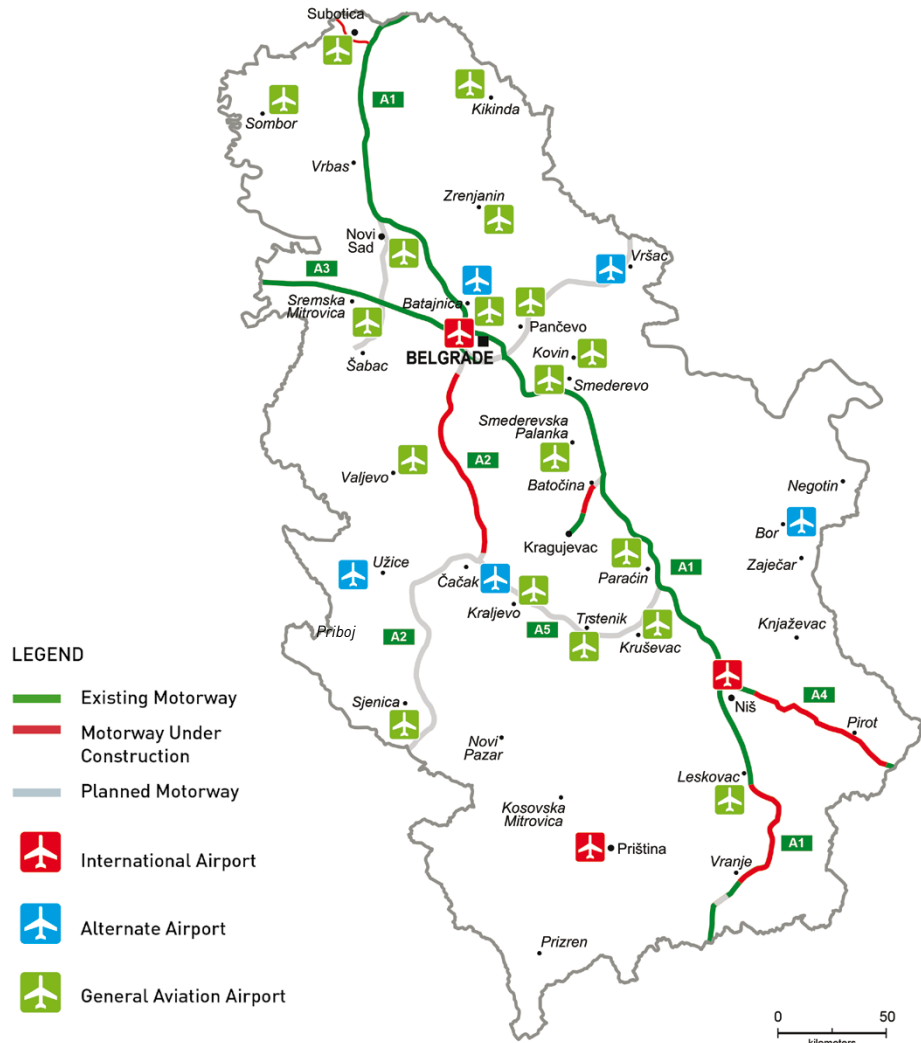 Subotica
A1
Kikinda
Sombor
Vrbas
Zrenjanin
Novi
Sad
A3
Vršac
Sremska
Mitrovica
Batajnica
Pančevo
BELGRADE
Kovin
Šabac
Smederevo
Smederevska
Palanka
A2
Valjevo
Batočina
Negotin
Bor
Kragujevac
Zaječar
Užice
Čačak
Paraćin
A1
Kraljevo
Trstenik
Priboj
A2
A5
Kruševac
Knjaževac
LEGEND
Existing Motorway
Motorway Under
Construction
Planned Motorway
International Airport
Alternate Airport
General Aviation Airport
Sjenica
Niš
A4
Pirot
Novi
Pazar
Leskovac
Kosovska
Mitrovica
Priština
A1
Vranje
Prizren
0 50
kilometers